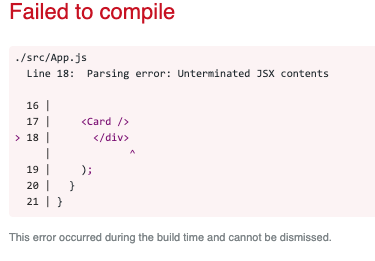 Failed to compile
./src/App.js
  Line 18:  Parsing error: Unterminated JSX contents
  16 |
  17 |     <Card />
> 18 |       </div>
     |             ^
  19 |     );
  20 |   }
  21 | }
This error occurred during the build time and cannot be dismissed.